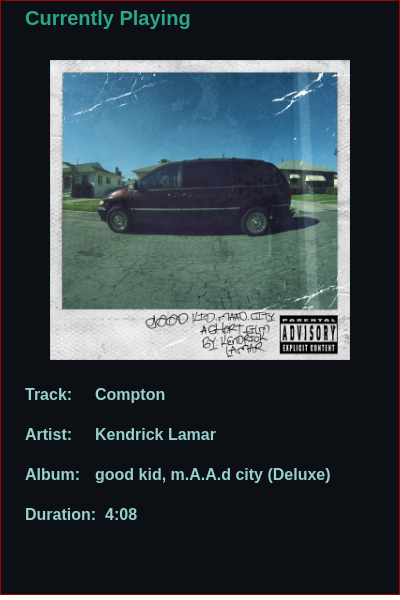 Currently Playing
good kid, m.A.A.d city
A SHORT FILM
BY KENDRICK
LAMAR
PARENTAL
ADVISORY
EXPLICIT CONTENT
Track: Compton
Artist: Kendrick Lamar
Album: good kid, m.A.A.d city (Deluxe)
Duration: 4:08